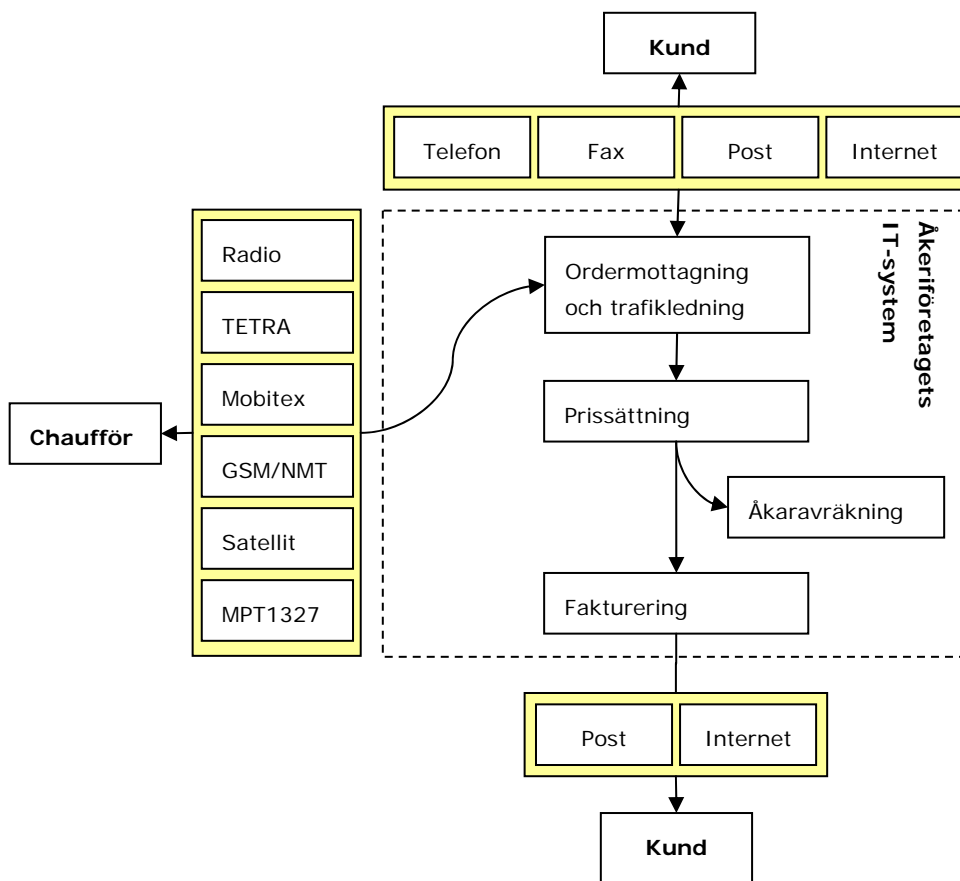 Kund
Telefon
Fax
Post
Internet
Åkeriföretagets
IT-system
Radio
TETRA
Mobitex
GSM/NMT
Satellit
MPT1327
Chaufför
Ordermottagning
och trafikledning
Prissättning
Åkaravräkning
Fakturering
Post
Internet
Kund